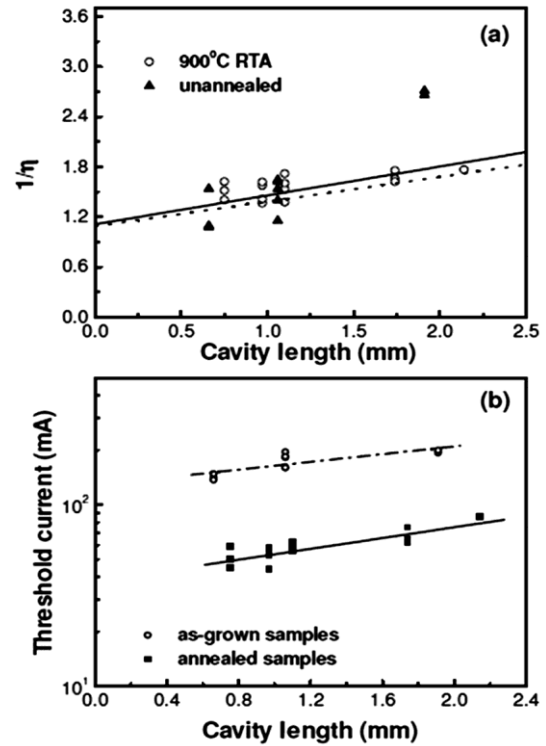 3.6
(a)
3.0
900°C RTA
unannealed
2.4
1/η
1.8
1.2
0.6
0.0
0.0 0.5 1.0 1.5 2.0 2.5
Cavity length (mm)
(b)
Threshold current (mA)
10²
as-grown samples
annealed samples
10¹
0.0 0.4 0.8 1.2 1.6 2.0 2.4
Cavity length (mm)